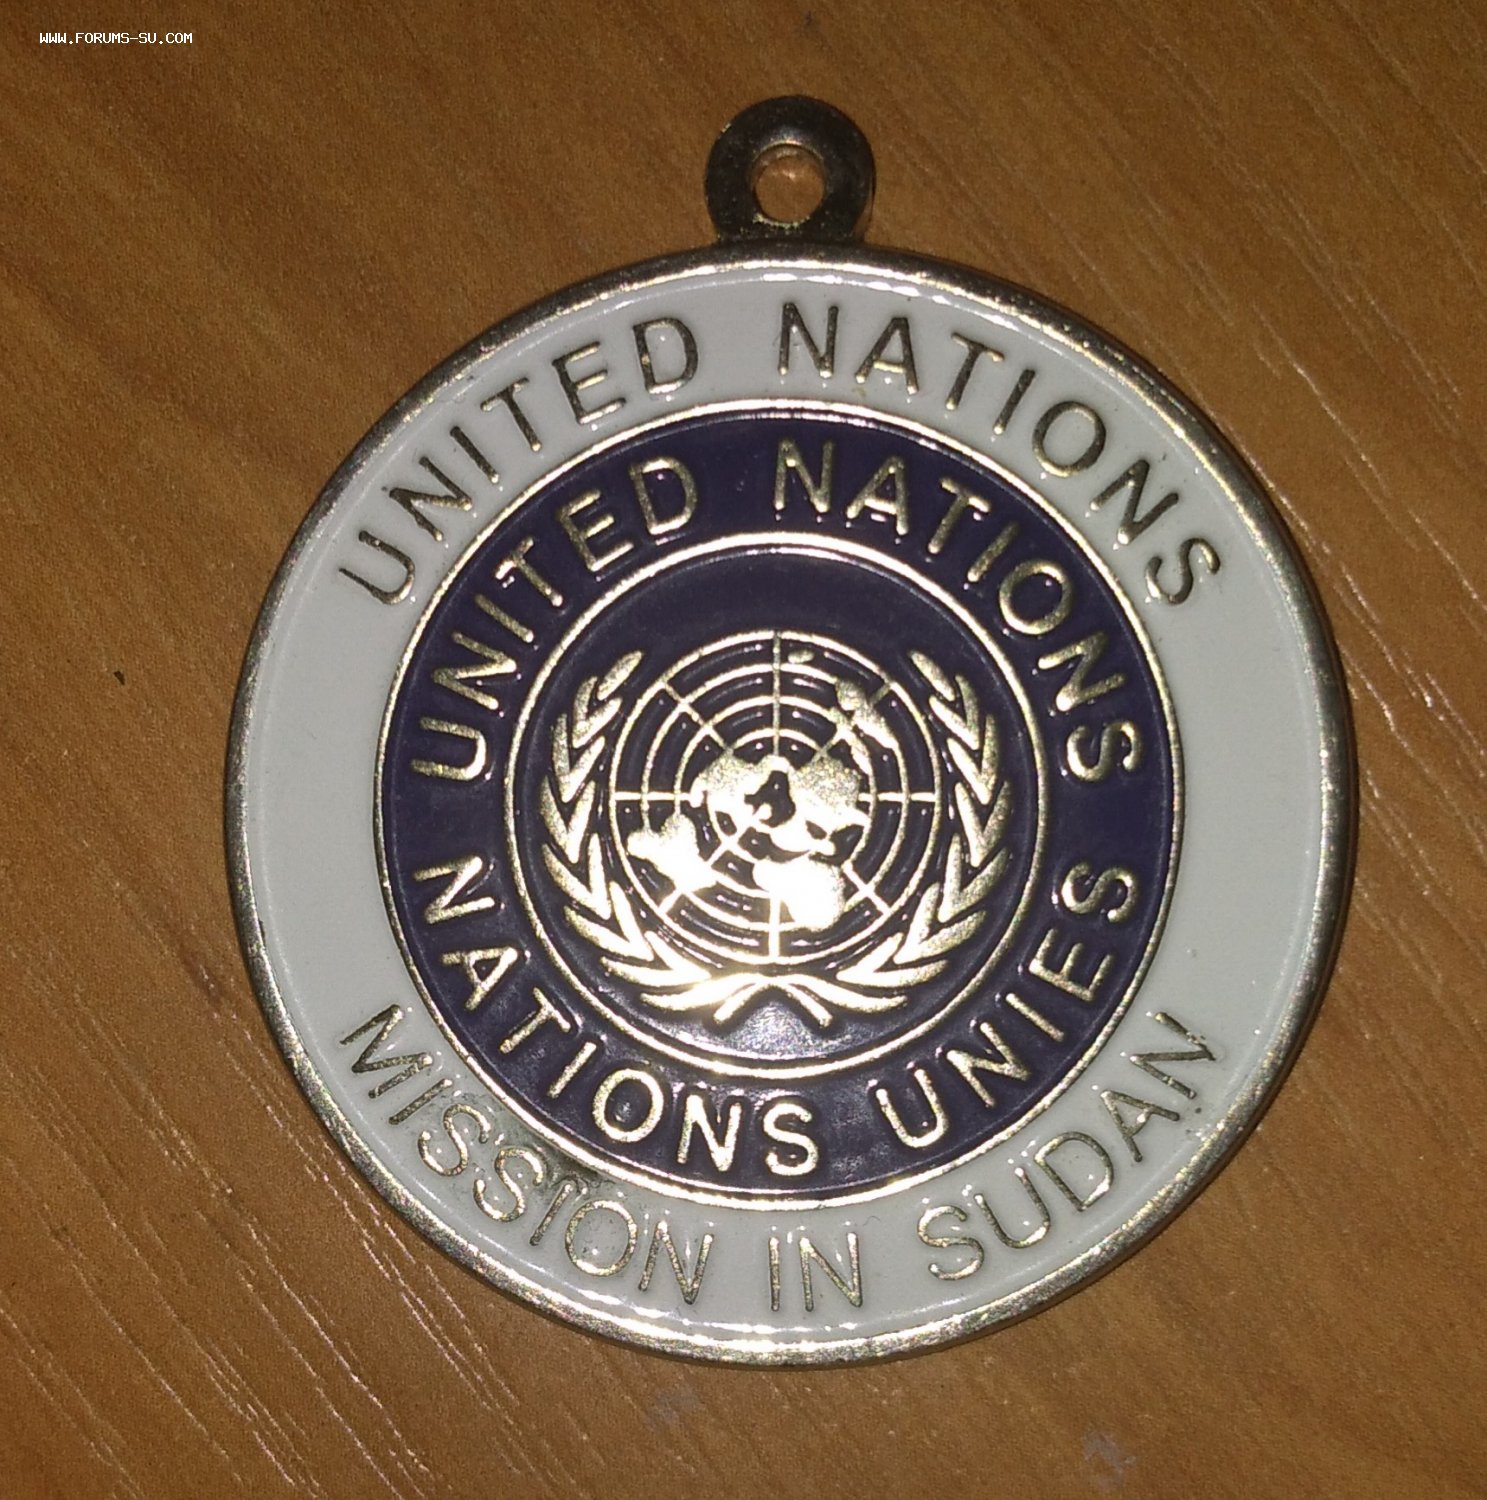 WWW.FORUMS-SU.COM
UNITED NATIONS
UNITED NATIONS
NATIONS UNIES
MISSION IN SUDAN